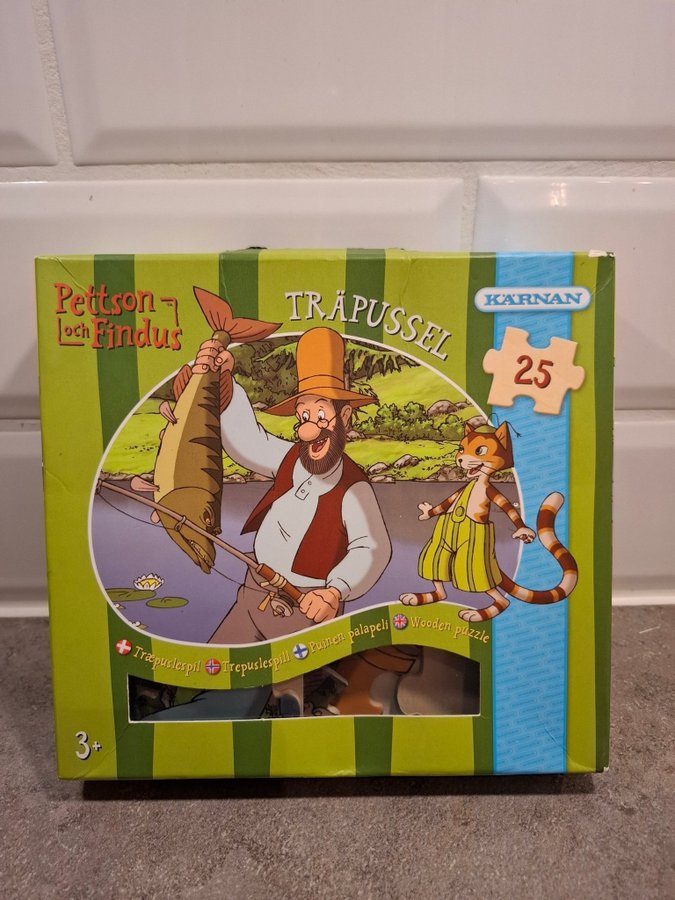 Pettson
och Findus
TRÄPUSSEL
KÄRNAN
25
Træpuslespil
Trepuslespill
Puinen palapeli
Wooden puzzle
3+